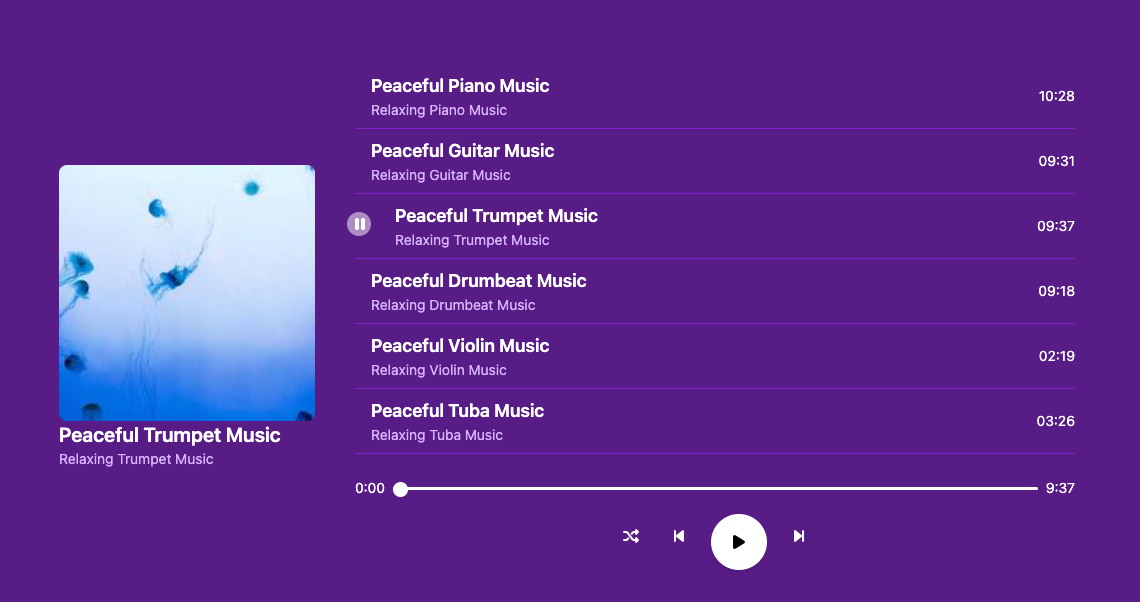 Peaceful Piano Music
Relaxing Piano Music
10:28
Peaceful Guitar Music
Relaxing Guitar Music
09:31
Peaceful Trumpet Music
Relaxing Trumpet Music
09:37
Peaceful Drumbeat Music
Relaxing Drumbeat Music
09:18
Peaceful Violin Music
Relaxing Violin Music
02:19
Peaceful Tuba Music
Relaxing Tuba Music
03:26
Peaceful Trumpet Music
Relaxing Trumpet Music
0:00
9:37